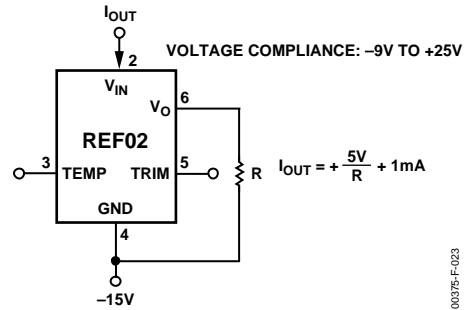 IOUT
VOLTAGE COMPLIANCE: –9V TO +25V
2
VIN
6
VO
REF02
3
TEMP
TRIM
5
R
IOUT = + 5V/R + 1mA
GND
4
–15V
00375-F-023